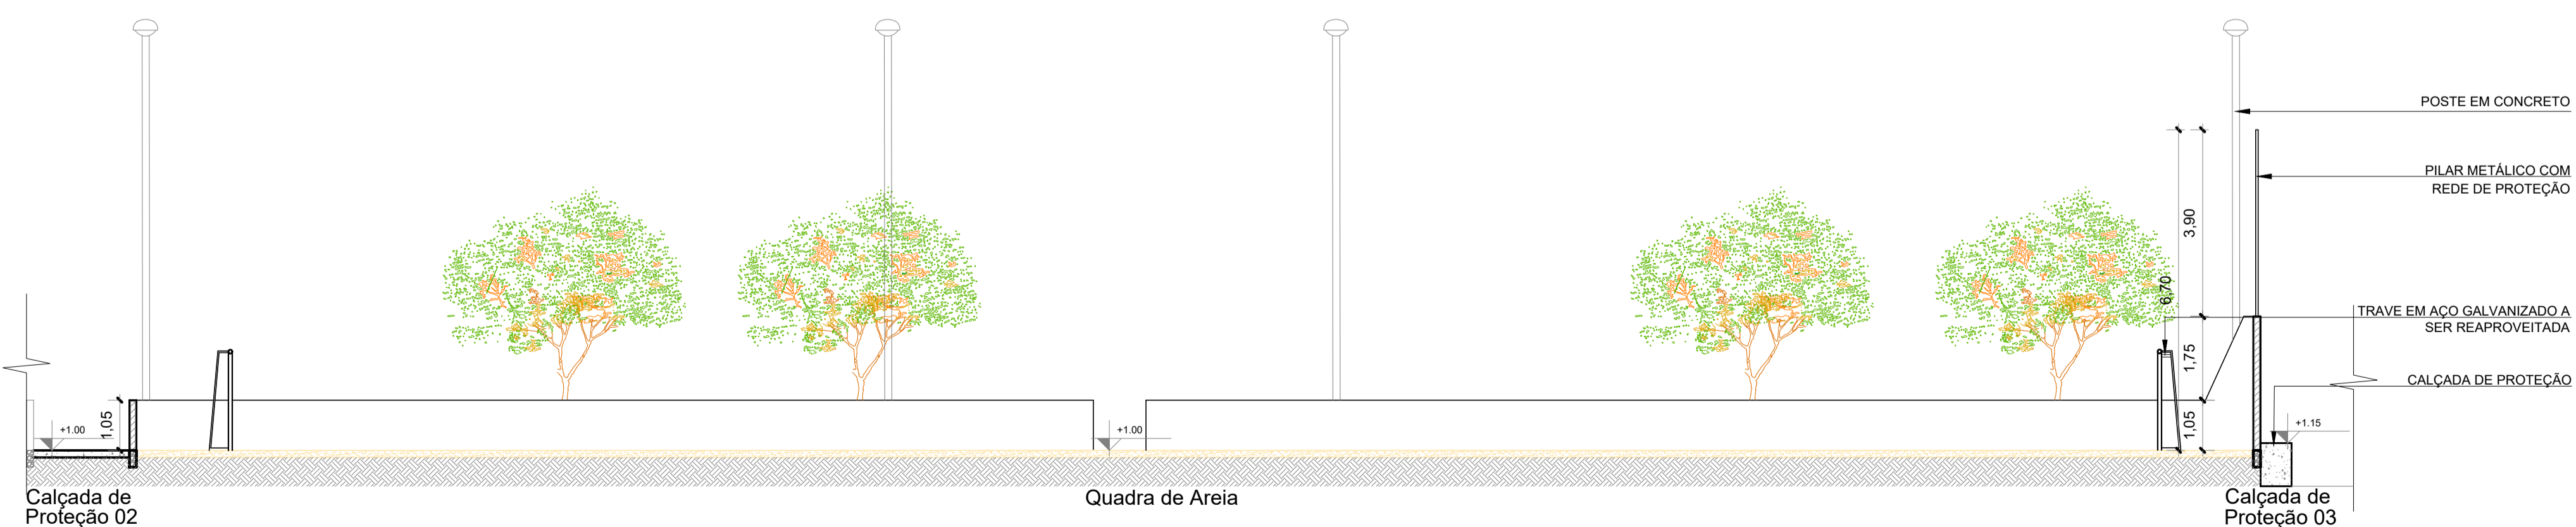 POSTE EM CONCRETO
PILAR METÁLICO COM
REDE DE PROTEÇÃO
3,90
6,70
TRAVE EM AÇO GALVANIZADO A
SER REAPROVEITADA
1,75
CALÇADA DE PROTEÇÃO
1,05
+1.00
+1.00
1,05
+1.15
Calçada de
Proteção 02
Quadra de Areia
Calçada de
Proteção 03